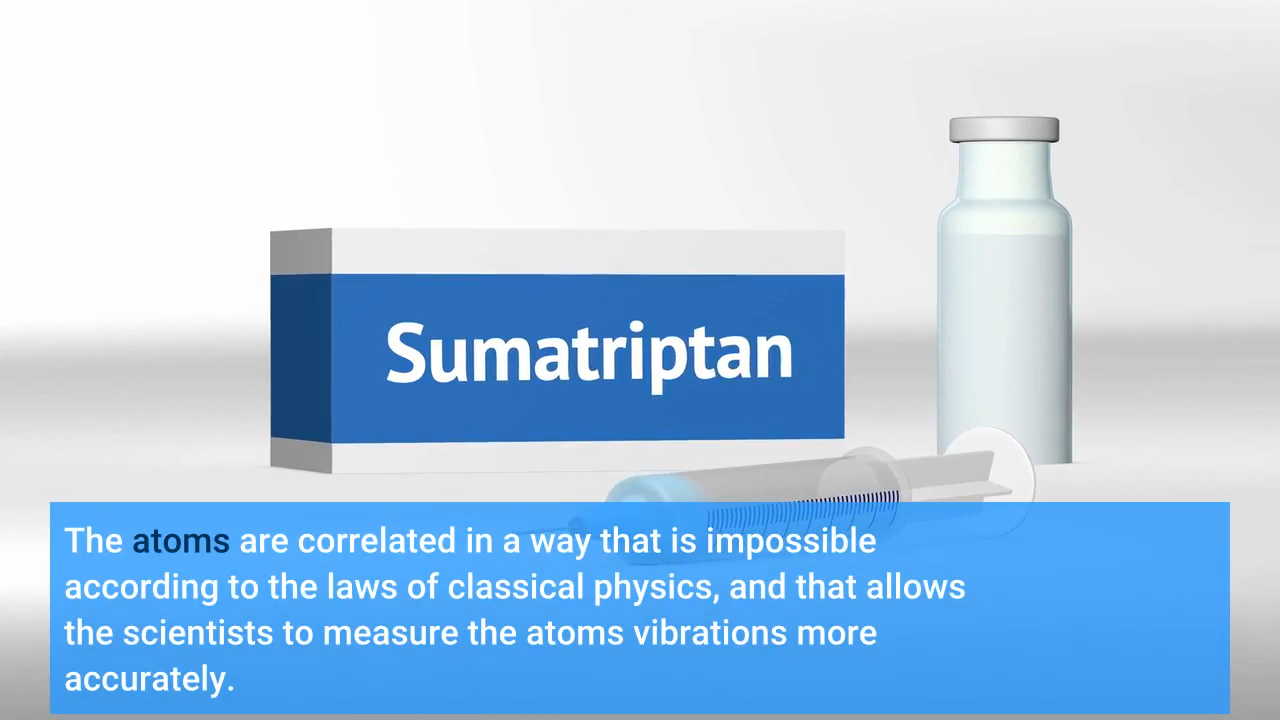 Sumatriptan
The atoms are correlated in a way that is impossible
according to the laws of classical physics, and that allows
the scientists to measure the atoms vibrations more
accurately.